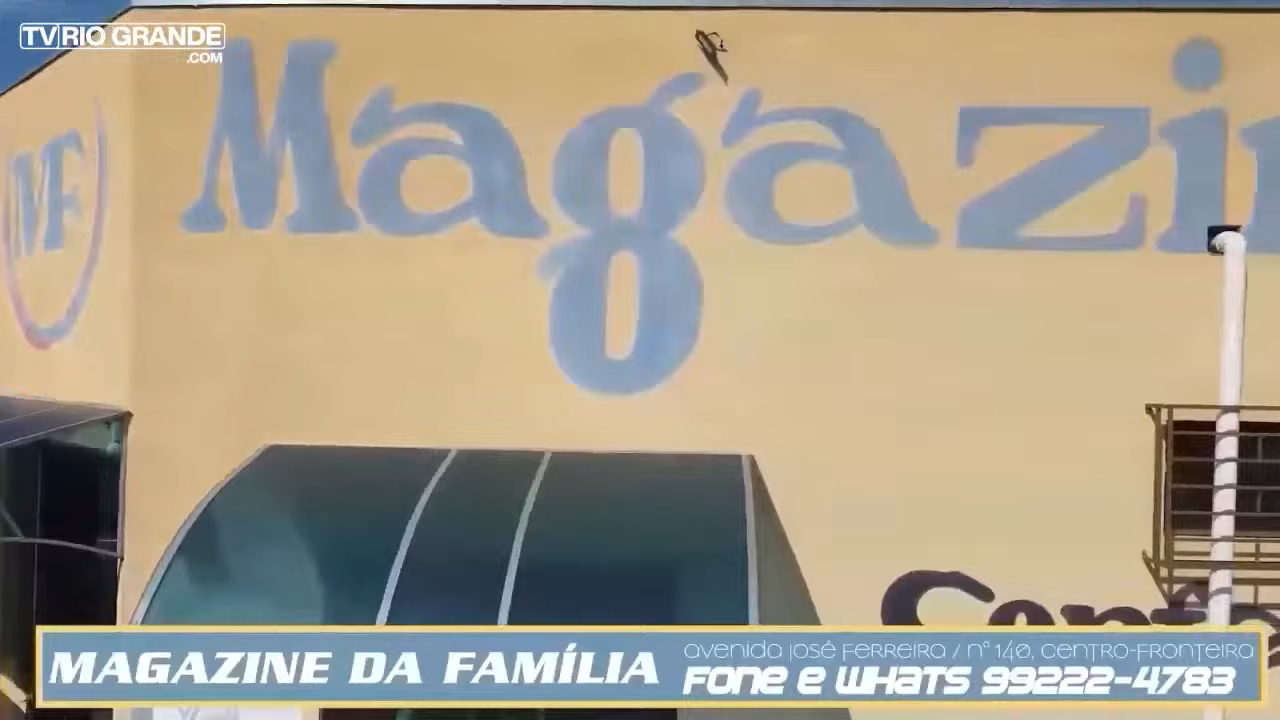 TV RIO GRANDE
.COM
MF
Magazin
MAGAZINE DA FAMÍLIA
avenida José Ferreira / nº 140, Centro-Fronteira
Fone e Whats 99222-4783